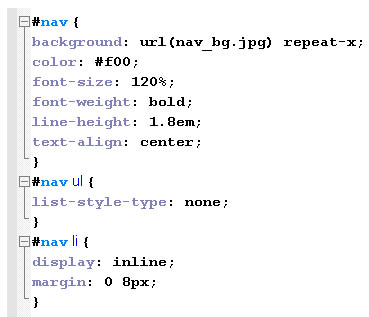 #nav {
background: url(nav_bg.jpg) repeat-x;
color: #f00;
font-size: 120%;
font-weight: bold;
line-height: 1.8em;
text-align: center;
}
#nav ul {
list-style-type: none;
}
#nav li {
display: inline;
margin: 0 8px;
}